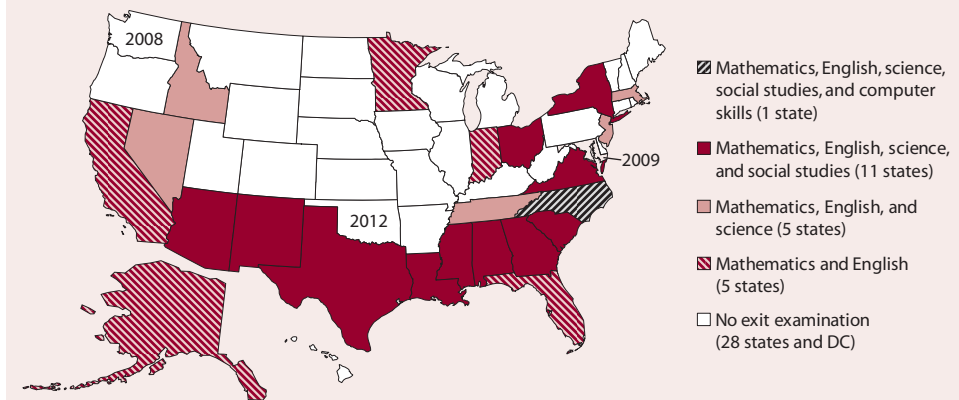 2008
2012
2009
Mathematics, English, science,
social studies, and computer
skills (1 state)
Mathematics, English, science,
and social studies (11 states)
Mathematics, English, and
science (5 states)
Mathematics and English
(5 states)
No exit examination
(28 states and DC)